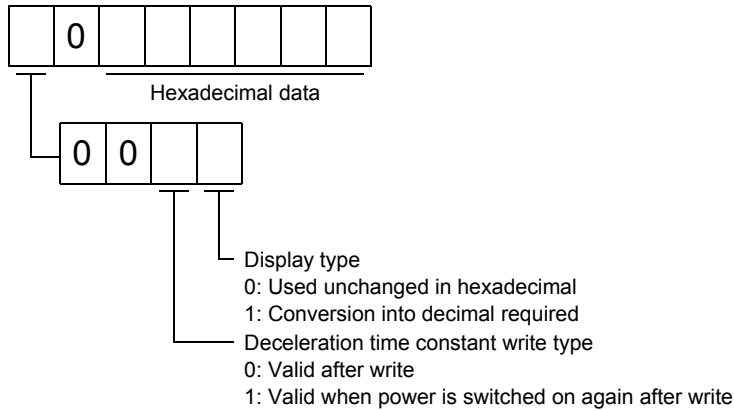 0
Hexadecimal data
0 0
Display type
0: Used unchanged in hexadecimal
1: Conversion into decimal required
Deceleration time constant write type
0: Valid after write
1: Valid when power is switched on again after write